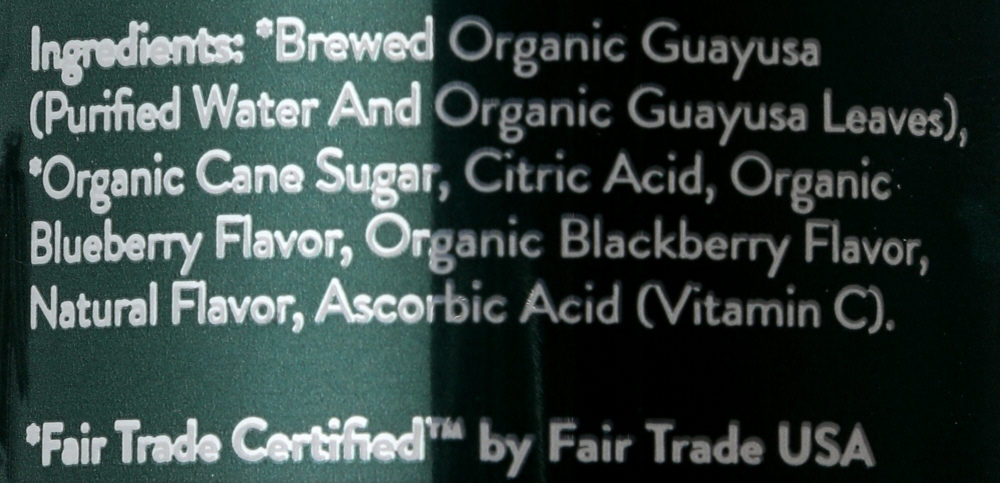 Ingredients: *Brewed Organic Guayusa
(Purified Water And Organic Guayusa Leaves),
*Organic Cane Sugar, Citric Acid, Organic
Blueberry Flavor, Organic Blackberry Flavor,
Natural Flavor, Ascorbic Acid (Vitamin C).
*Fair Trade Certified™ by Fair Trade USA